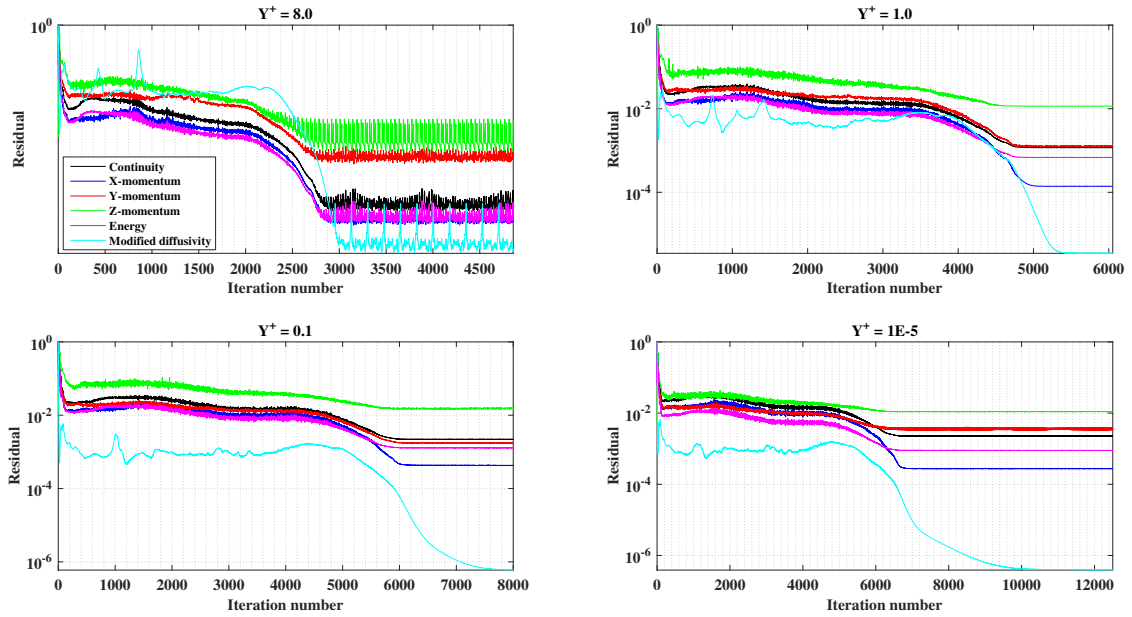 Y+ = 8.0
10^0
Residual
Continuity
X-momentum
Y-momentum
Z-momentum
Energy
Modified diffusivity
0 500 1000 1500 2000 2500 3000 3500 4000 4500
Iteration number
Y+ = 1.0
10^0
10^-2
10^-4
Residual
0 1000 2000 3000 4000 5000 6000
Iteration number
Y+ = 0.1
10^0
10^-2
10^-4
10^-6
Residual
0 1000 2000 3000 4000 5000 6000 7000 8000
Iteration number
Y+ = 1E-5
10^0
10^-2
10^-4
10^-6
Residual
0 2000 4000 6000 8000 10000 12000
Iteration number